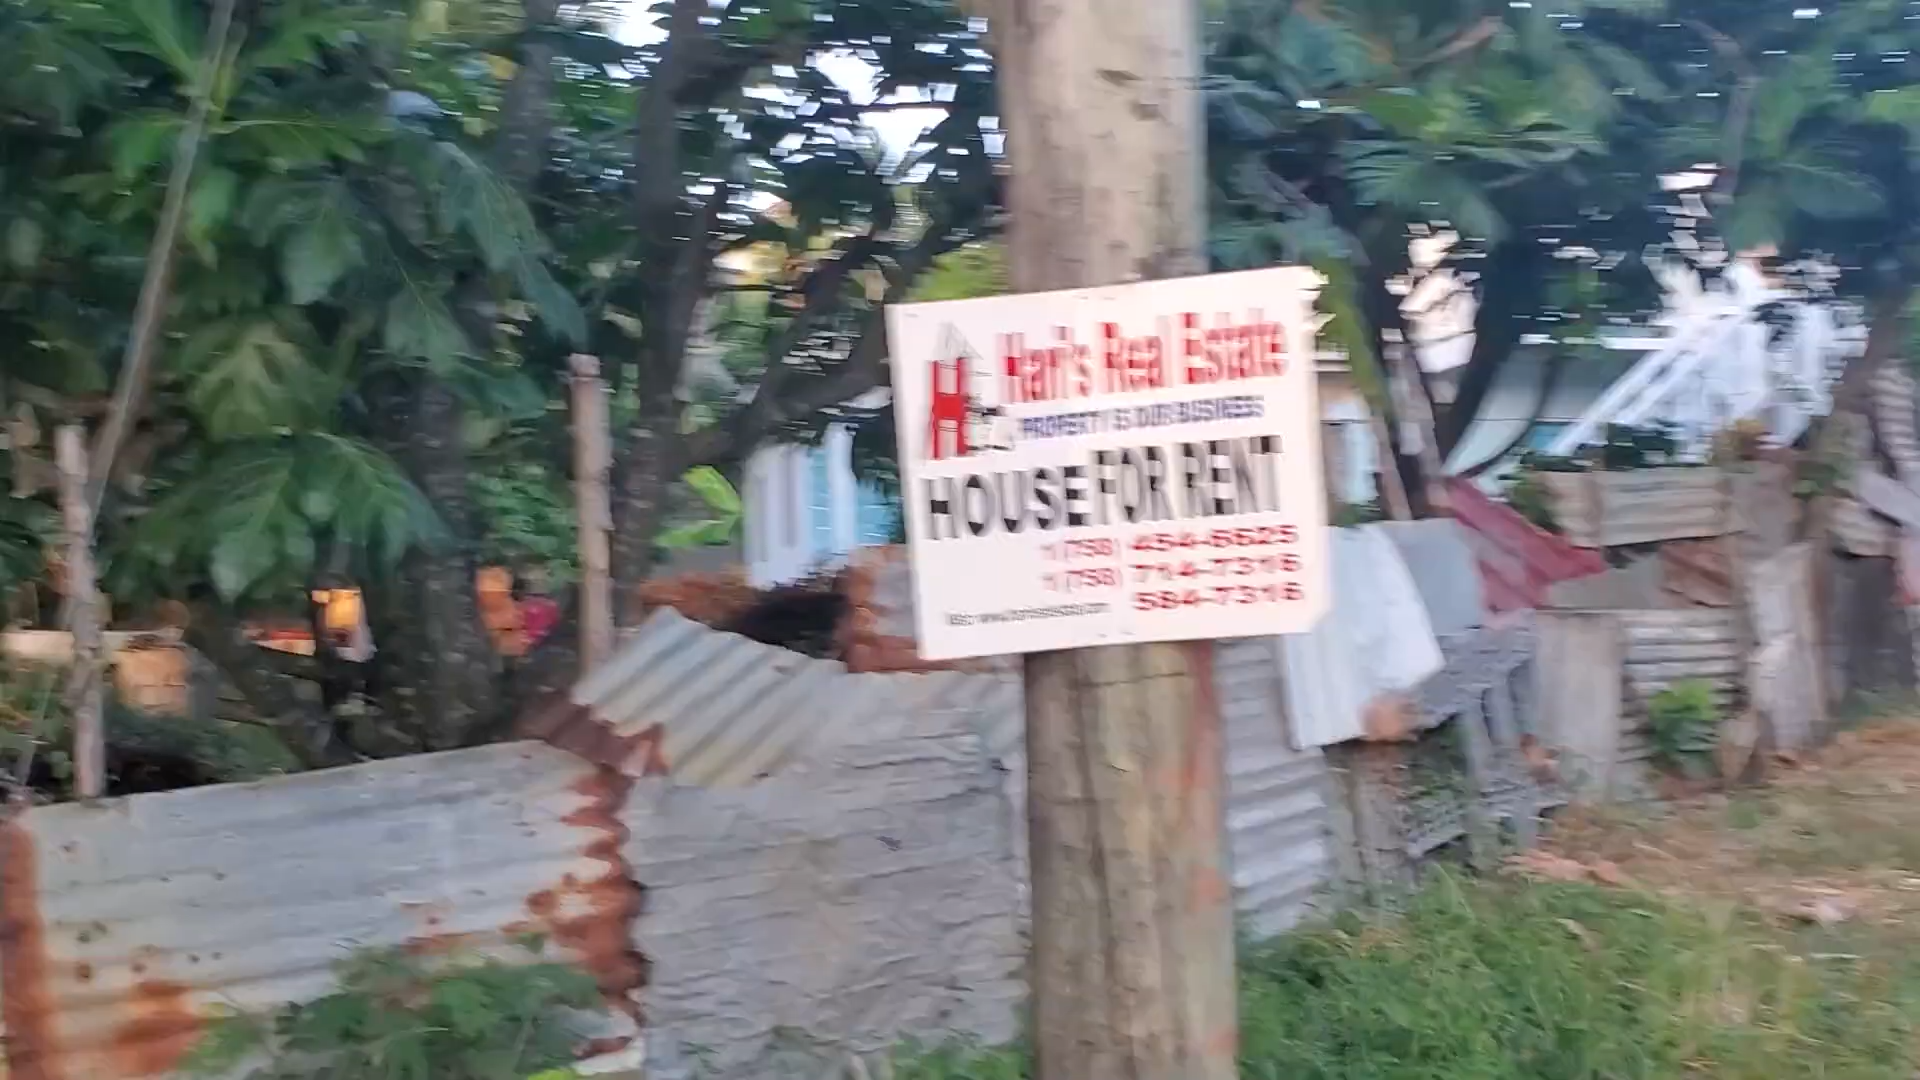 Hari's Real Estate
H
PROPERTY IS OUR BUSINESS
HOUSE FOR RENT
1 (758) 454-6625
1 (758) 714-7316
584-7316